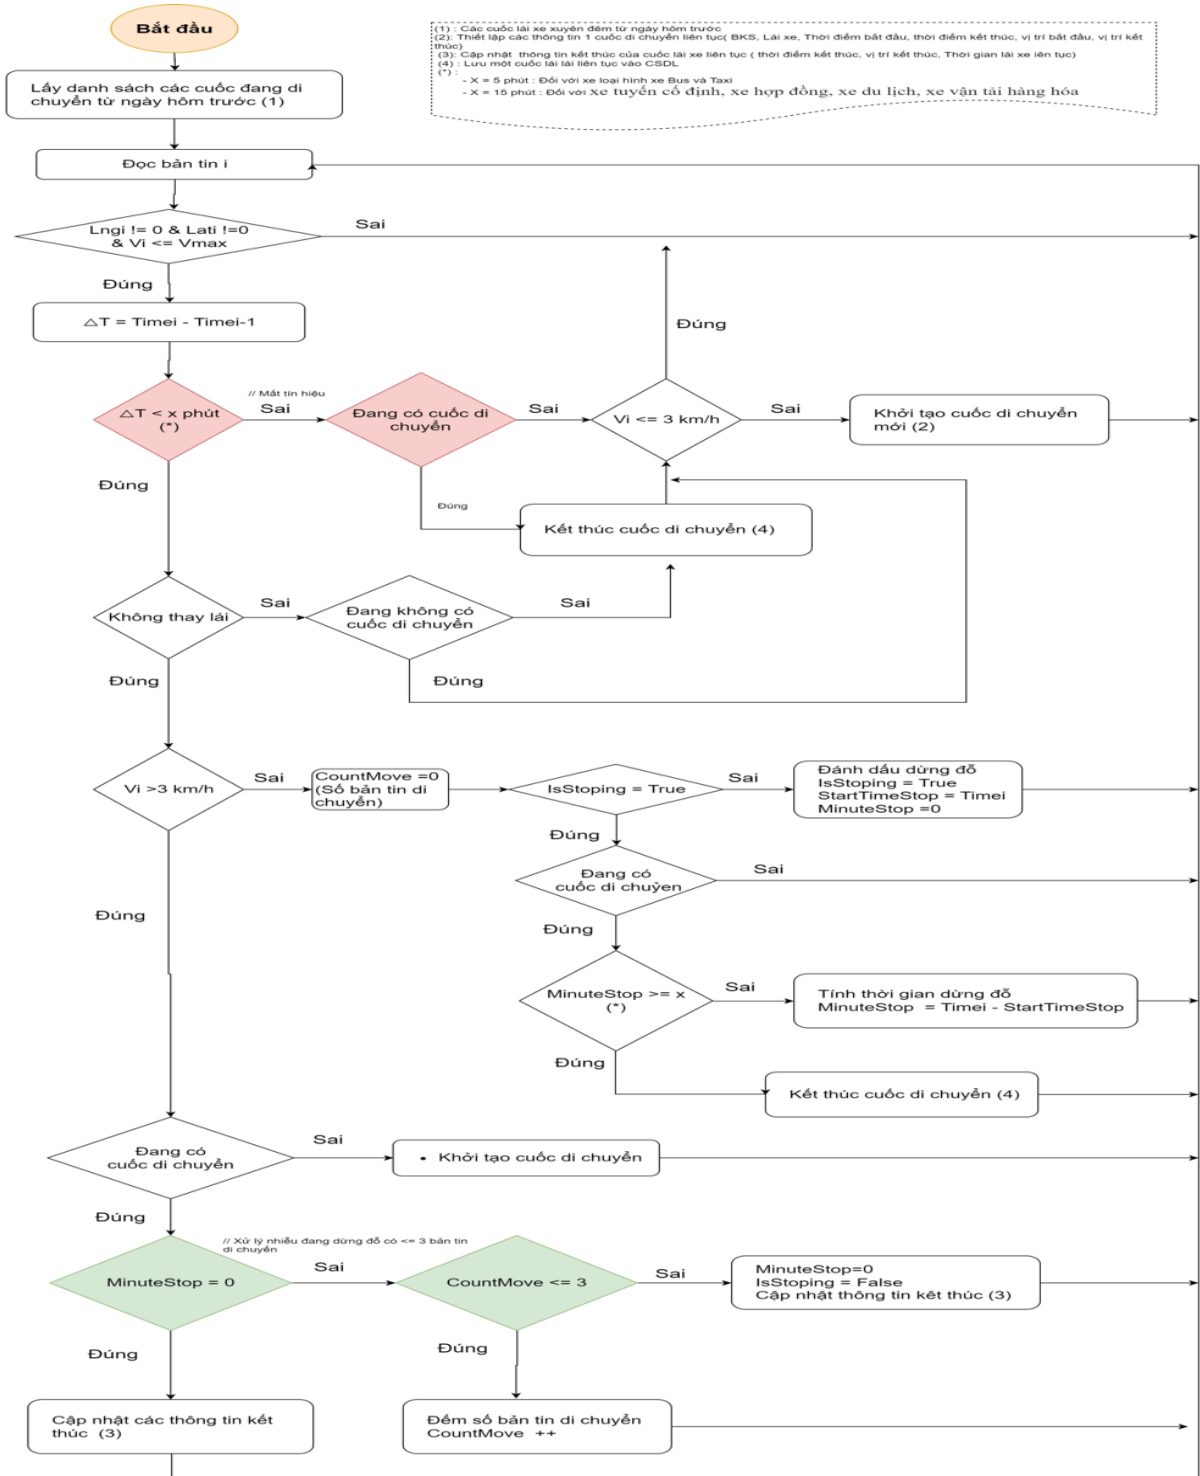 Bắt đầu
(1) : Các cuốc lái xe xuyên đêm từ ngày hôm trước
(2): Thiết lập các thông tin 1 cuốc di chuyển liên tục( BKS, Lái xe, Thời điểm bắt đầu, thời điểm kết thúc, vị trí bắt đầu, vị trí kết
thúc)
(3): Cập nhật thông tin kết thúc của cuốc lái xe liên tục ( thời điểm kết thúc, vị trí kết thúc, Thời gian lái xe iên tục)
(4) : Lưu một cuốc lái lái liên tục vào CSDL
(*) :
- X = 5 phút : Đối với xe loại hình xe Bus và Taxi
- X = 15 phút : Đối với xe tuyến cố định, xe hợp đồng, xe du lịch, xe vận tải hàng hóa
Lấy danh sách các cuốc đang di
chuyển từ ngày hôm trước (1)
Đọc bản tin i
Lngi != 0 & Lati !=0
& Vi <= Vmax
Sai
Đúng
△T = Timei - Timei-1
Đúng
△T < x phút
(*)
// Mất tín hiệu
Sai
Đang có cuốc di
chuyển
Sai
Vi <= 3 km/h
Sai
Khởi tạo cuốc di chuyển
mới (2)
Đúng
Đúng
Kết thúc cuốc di chuyển (4)
Không thay lái
Sai
Đang không có
cuốc di chuyển
Sai
Đúng
Đúng
Vi >3 km/h
Sai
CountMove =0
(Số bản tin di
chuyển)
IsStoping = True
Sai
Đánh dấu dừng đỗ
IsStoping = True
StartTimeStop = Timei
MinuteStop =0
Đúng
Đang có
cuốc di chuỷen
Sai
Đúng
Đúng
MinuteStop >= x
(*)
Sai
Tính thời gian dừng đỗ
MinuteStop = Timei - StartTimeStop
Đúng
Kết thúc cuốc di chuyển (4)
Đang có
cuốc di chuyển
Sai
• Khởi tạo cuốc di chuyển
Đúng
// Xử lý nhiễu đang dừng đỗ có <= 3 bản tin
di chuyển
MinuteStop = 0
Sai
CountMove <= 3
Sai
MinuteStop=0
IsStoping = False
Cập nhật thông tin kêt thúc (3)
Đúng
Đúng
Cập nhật các thông tin kết
thúc (3)
Đếm số bản tin di chuyển
CountMove ++